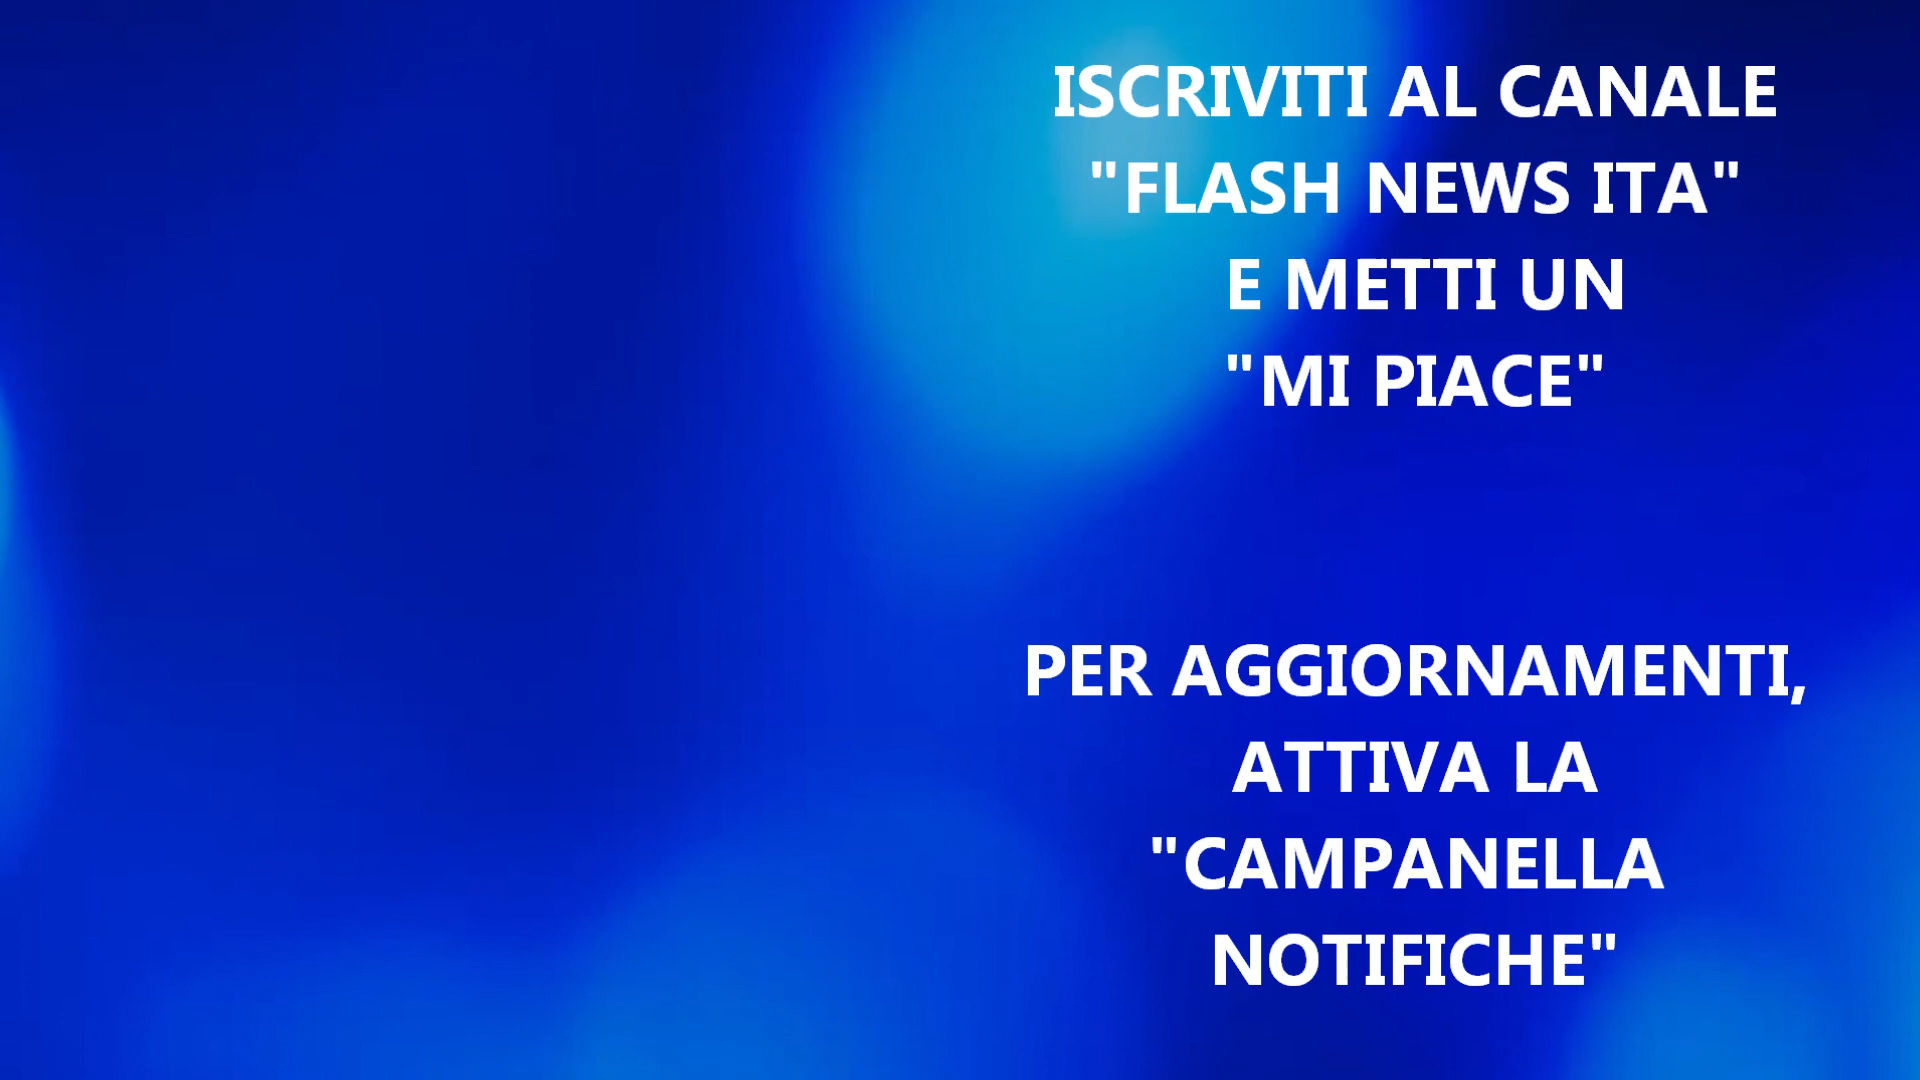 ISCRIVITI AL CANALE
"FLASH NEWS ITA"
E METTI UN
"MI PIACE"
PER AGGIORNAMENTI,
ATTIVA LA
"CAMPANELLA
NOTIFICHE"